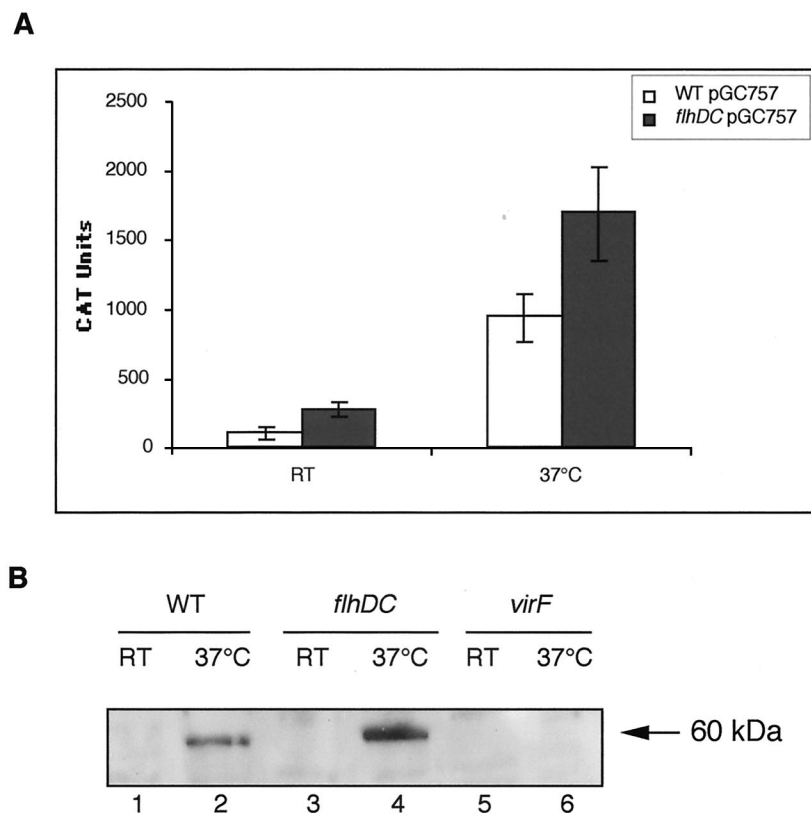 A
2500
2000
1500
1000
500
0
CAT Units
WT pGC757
flhDC pGC757
RT 37°C
B
WT flhDC virF
RT 37°C RT 37°C RT 37°C
60 kDa
1 2 3 4 5 6